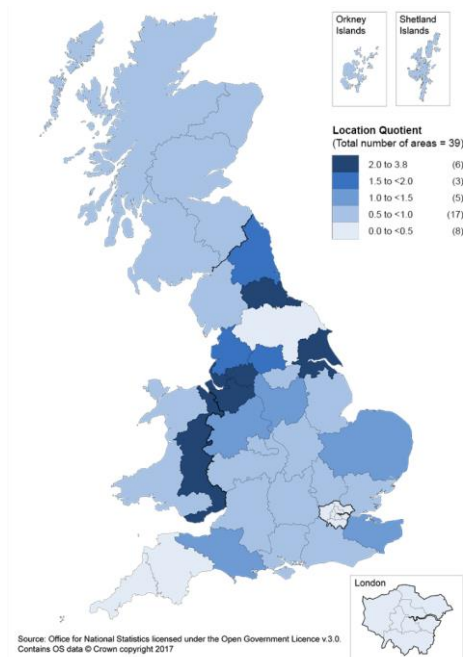 Orkney
Islands
Shetland
Islands
Location Quotient
(Total number of areas = 39)
2.0 to 3.8 (6)
1.5 to <2.0 (3)
1.0 to <1.5 (5)
0.5 to <1.0 (17)
0.0 to <0.5 (8)
London
Source: Office for National Statistics licensed under the Open Government Licence v.3.0.
Contains OS data © Crown copyright 2017